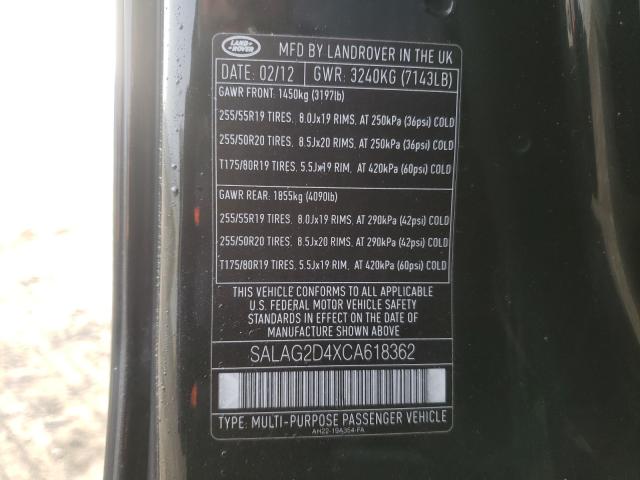 LAND ROVER
MFD BY LANDROVER IN THE UK
DATE: 02/12 GWR: 3240KG (7143LB)
GAWR FRONT: 1450kg (3197lb)
255/55R19 TIRES, 8.0Jx19 RIMS, AT 250kPa (36psi) COLD
255/50R20 TIRES, 8.5Jx20 RIMS, AT 250kPa (36psi) COLD
T175/80R19 TIRES, 5.5Jx19 RIM, AT 420kPa (60psi) COLD
GAWR REAR: 1855kg (4090lb)
255/55R19 TIRES, 8.0Jx19 RIMS, AT 290kPa (42psi) COLD
255/50R20 TIRES, 8.5Jx20 RIMS, AT 290kPa (42psi) COLD
T175/80R19 TIRES, 5.5Jx19 RIM, AT 420kPa (60psi) COLD
THIS VEHICLE CONFORMS TO ALL APPLICABLE
U.S. FEDERAL MOTOR VEHICLE SAFETY
STANDARDS IN EFFECT ON THE DATE OF
MANUFACTURE SHOWN ABOVE
SALAG2D4XCA618362
TYPE: MULTI-PURPOSE PASSENGER VEHICLE
AH22-19A354-FA